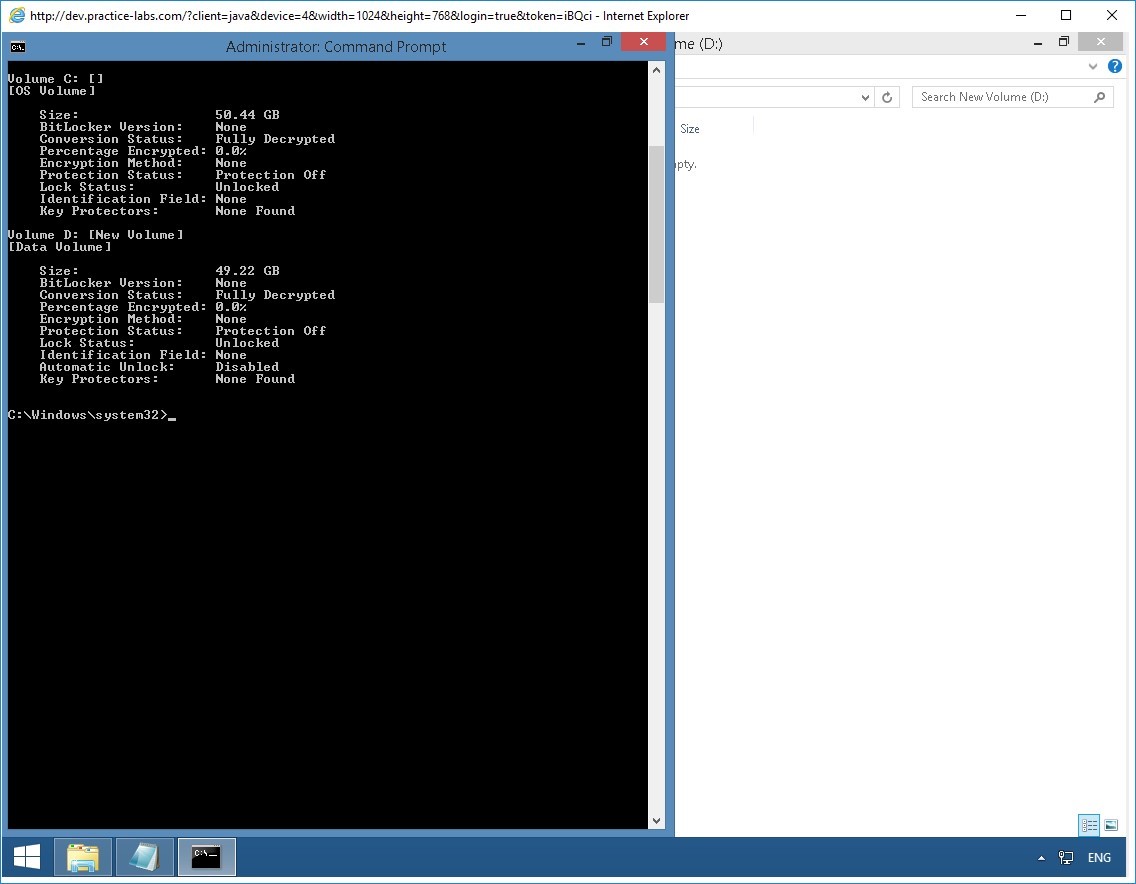 http://dev.practice-labs.com/?client=java&device=4&width=1024&height=768&login=true&token=iBQci - Internet Explorer
Administrator: Command Prompt
me (D:)
Search New Volume (D:)
Size
pty.
Volume C: []
[OS Volume]
Size: 50.44 GB
BitLocker Version: None
Conversion Status: Fully Decrypted
Percentage Encrypted: 0.0%
Encryption Method: None
Protection Status: Protection Off
Lock Status: Unlocked
Identification Field: None
Key Protectors: None Found
Volume D: [New Volume]
[Data Volume]
Size: 49.22 GB
BitLocker Version: None
Conversion Status: Fully Decrypted
Percentage Encrypted: 0.0%
Encryption Method: None
Protection Status: Protection Off
Lock Status: Unlocked
Identification Field: None
Automatic Unlock: Disabled
Key Protectors: None Found
C:\Windows\system32>_
ENG